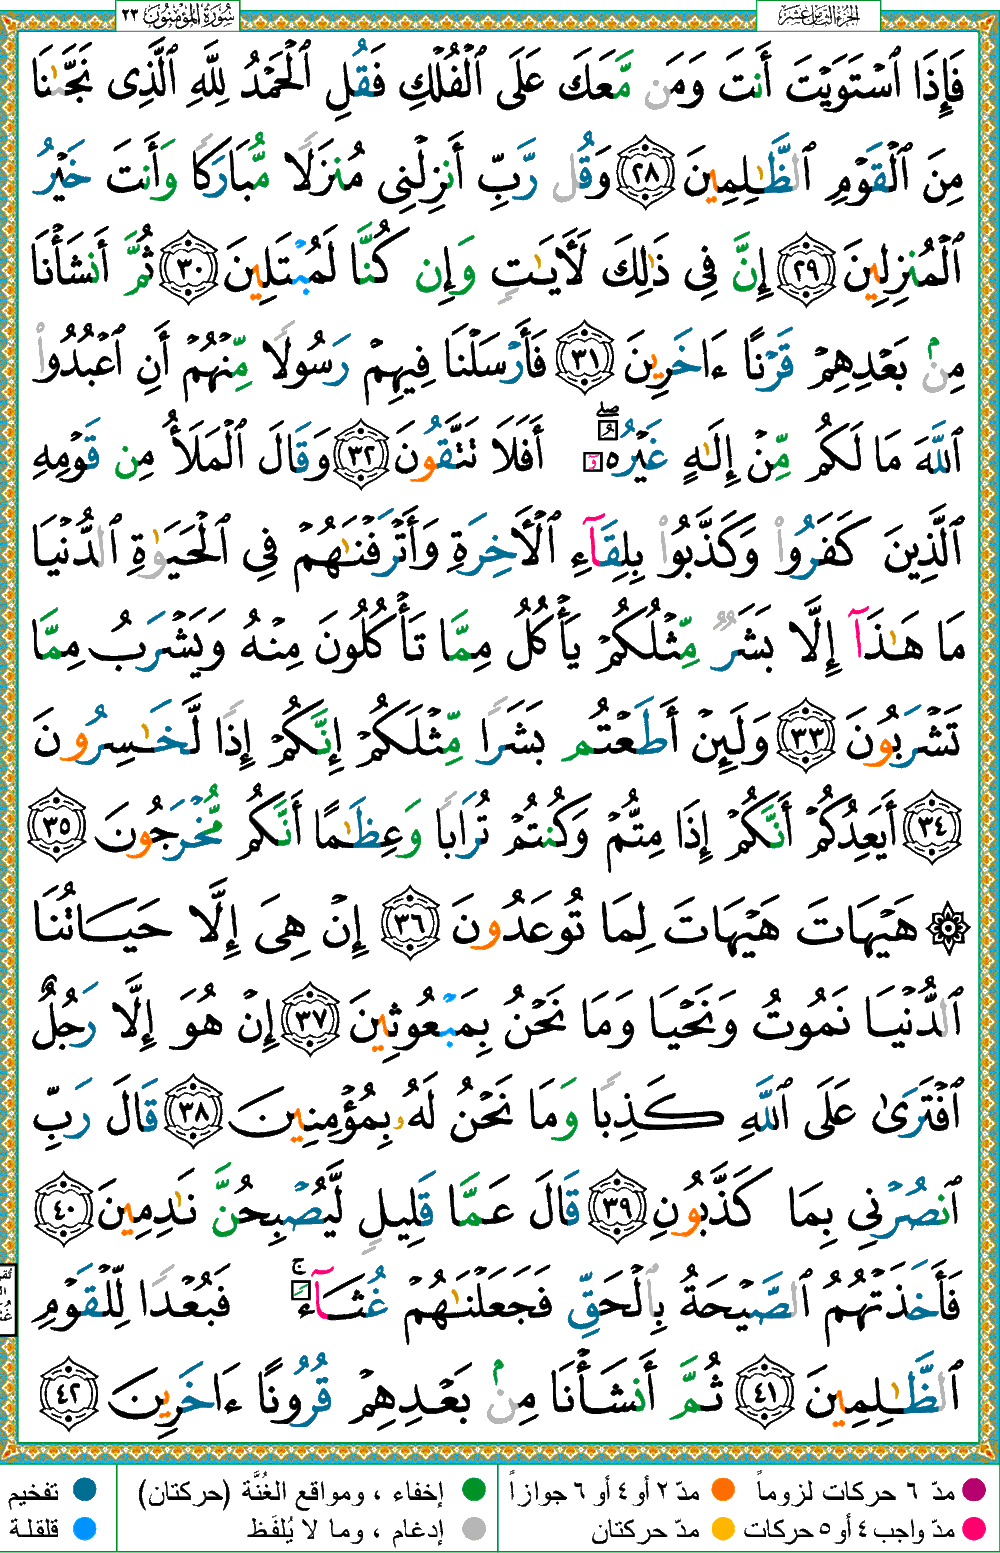 سُورَةُ المُؤْمِنُونَ ٢٣
الجزء الثامن عشر
فَإِذَا ٱسْتَوَيْتَ أَنتَ وَمَن مَّعَكَ عَلَى ٱلْفُلْكِ فَقُلِ ٱلْحَمْدُ لِلَّهِ ٱلَّذِى نَجَّىٰنَا
مِنَ ٱلْقَوْمِ ٱلظَّـٰلِمِينَ ٢٨ وَقُل رَّبِّ أَنزِلْنِى مُنزَلًا مُّبَارَكًا وَأَنتَ خَيْرُ
ٱلْمُنزِلِينَ ٢٩ إِنَّ فِى ذَٰلِكَ لَـَٔايَـٰتٍ وَإِن كُنَّا لَمُبْتَلِينَ ٣٠ ثُمَّ أَنشَأْنَا
مِنۢ بَعْدِهِمْ قَرْنًا ءَاخَرِينَ ٣١ فَأَرْسَلْنَا فِيهِمْ رَسُولًا مِّنْهُمْ أَنِ ٱعْبُدُوا۟
ٱللَّهَ مَا لَكُم مِّنْ إِلَـٰهٍ غَيْرُهُۥٓ ۖ أَفَلَا تَتَّقُونَ ٣٢ وَقَالَ ٱلْمَلَأُ مِن قَوْمِهِ
ٱلَّذِينَ كَفَرُوا۟ وَكَذَّبُوا۟ بِلِقَآءِ ٱلْـَٔاخِرَةِ وَأَتْرَفْنَـٰهُمْ فِى ٱلْحَيَوٰةِ ٱلدُّنْيَا
مَا هَـٰذَآ إِلَّا بَشَرٌ مِّثْلُكُمْ يَأْكُلُ مِمَّا تَأْكُلُونَ مِنْهُ وَيَشْرَبُ مِمَّا
تَشْرَبُونَ ٣٣ وَلَئِنْ أَطَعْتُم بَشَرًا مِّثْلَكُمْ إِنَّكُمْ إِذًا لَّخَـٰسِرُونَ
٣٤ أَيَعِدُكُمْ أَنَّكُمْ إِذَا مِتُّمْ وَكُنتُمْ تُرَابًا وَعِظَـٰمًا أَنَّكُم مُّخْرَجُونَ ٣٥
۞ هَيْهَاتَ هَيْهَاتَ لِمَا تُوعَدُونَ ٣٦ إِنْ هِىَ إِلَّا حَيَاتُنَا
ٱلدُّنْيَا نَمُوتُ وَنَحْيَا وَمَا نَحْنُ بِمَبْعُوثِينَ ٣٧ إِنْ هُوَ إِلَّا رَجُلٌ
ٱفْتَرَىٰ عَلَى ٱللَّهِ كَذِبًا وَمَا نَحْنُ لَهُۥ بِمُؤْمِنِينَ ٣٨ قَالَ رَبِّ
ٱنصُرْنِى بِمَا كَذَّبُونِ ٣٩ قَالَ عَمَّا قَلِيلٍ لَّيُصْبِحُنَّ نَـٰدِمِينَ ٤٠
فَأَخَذَتْهُمُ ٱلصَّيْحَةُ بِٱلْحَقِّ فَجَعَلْنَـٰهُمْ غُثَآءً ۚ فَبُعْدًا لِّلْقَوْمِ
ٱلظَّـٰلِمِينَ ٤١ ثُمَّ أَنشَأْنَا مِنۢ بَعْدِهِمْ قُرُونًا ءَاخَرِينَ ٤٢
مدّ ٦ حركات لزوماً مدّ ٢ أو ٤ أو ٦ جوازاً إخفاء ، ومواقع الغُنَّة (حركتان) تفخيم
مدّ واجب ٤ أو ٥ حركات مدّ حركتان إدغام ، وما لا يُلفَظ قلقلة